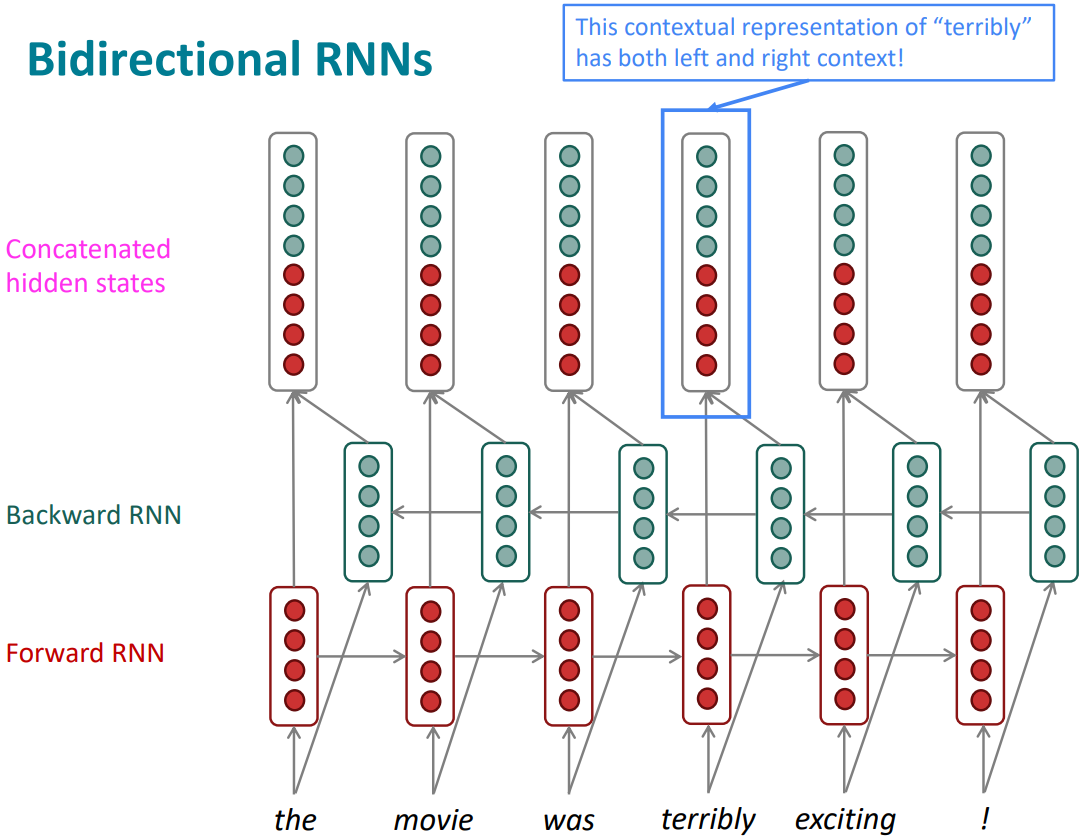 Bidirectional RNNs
This contextual representation of “terribly”
has both left and right context!
Concatenated
hidden states
Backward RNN
Forward RNN
the movie was terribly exciting !